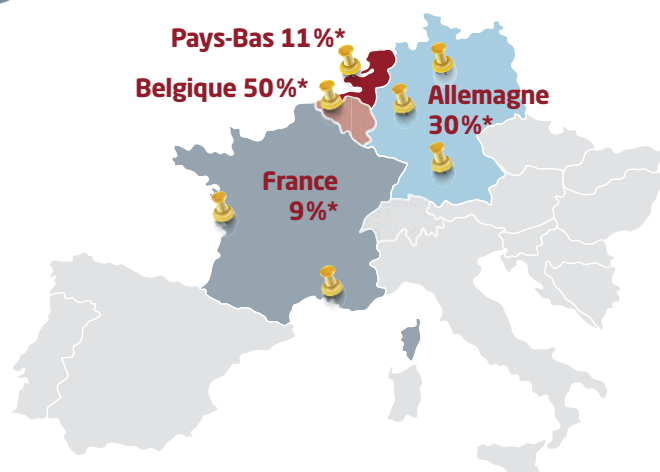 Pays-Bas 11%*
Belgique 50%*
Allemagne
30%*
France
9%*